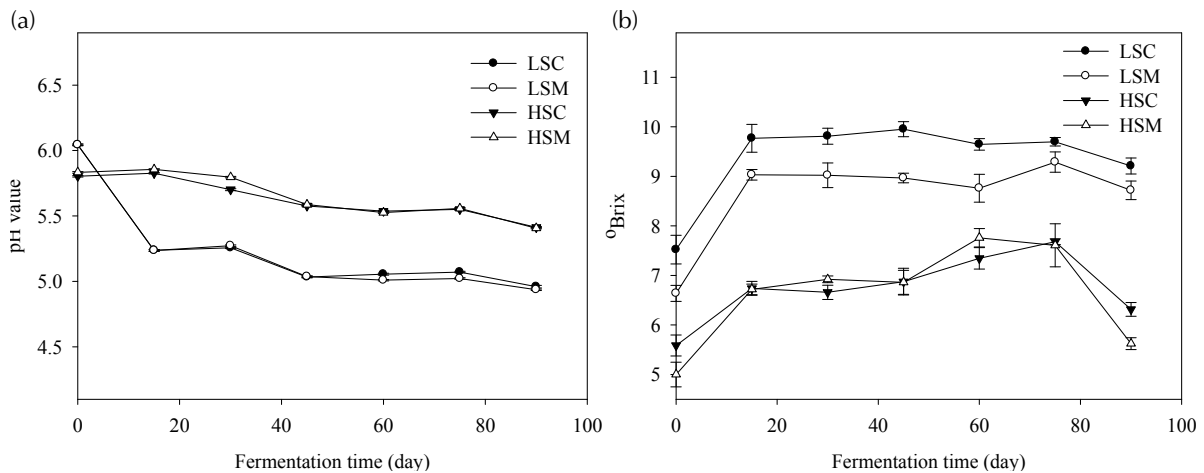 (a)
pH value
6.5
6.0
5.5
5.0
4.5
LSC
LSM
HSC
HSM
0 20 40 60 80 100
Fermentation time (day)
(b)
ºBrix
11
10
9
8
7
6
5
LSC
LSM
HSC
HSM
0 20 40 60 80 100
Fermentation time (day)